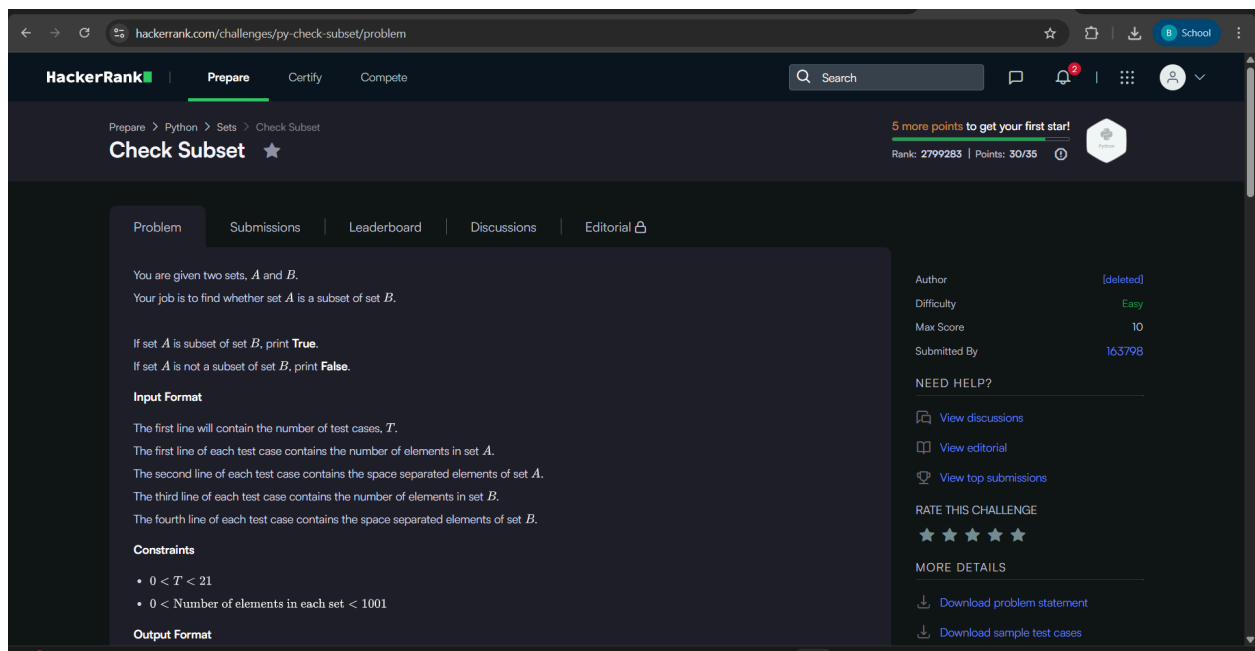 hackerrank.com/challenges/py-check-subset/problem
B School
HackerRank
Prepare Certify Compete
Search
2
Prepare > Python > Sets > Check Subset
Check Subset
5 more points to get your first star!
Rank: 2799283 | Points: 30/35
Python
Problem Submissions Leaderboard Discussions Editorial
You are given two sets, A and B.
Your job is to find whether set A is a subset of set B.
If set A is subset of set B, print True.
If set A is not a subset of set B, print False.
Input Format
The first line will contain the number of test cases, T.
The first line of each test case contains the number of elements in set A.
The second line of each test case contains the space separated elements of set A.
The third line of each test case contains the number of elements in set B.
The fourth line of each test case contains the space separated elements of set B.
Constraints
• 0 < T < 21
• 0 < Number of elements in each set < 1001
Output Format
Author [deleted]
Difficulty Easy
Max Score 10
Submitted By 163798
NEED HELP?
View discussions
View editorial
View top submissions
RATE THIS CHALLENGE
MORE DETAILS
Download problem statement
Download sample test cases